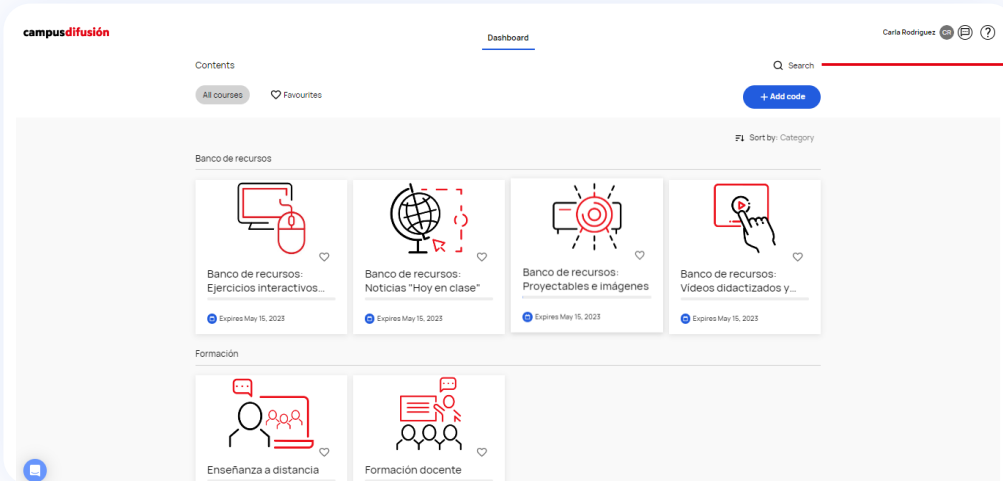 campusdifusión
Dashboard
Carla Rodriguez CR
Contents
Search
All courses
Favourites
+ Add code
Sort by: Category
Banco de recursos
Banco de recursos:
Ejercicios interactivos...
Expires May 15, 2023
Banco de recursos:
Noticias "Hoy en clase"
Expires May 15, 2023
Banco de recursos:
Proyectables e imágenes
Expires May 15, 2023
Banco de recursos:
Vídeos didactizados y...
Expires May 15, 2023
Formación
Enseñanza a distancia
Formación docente